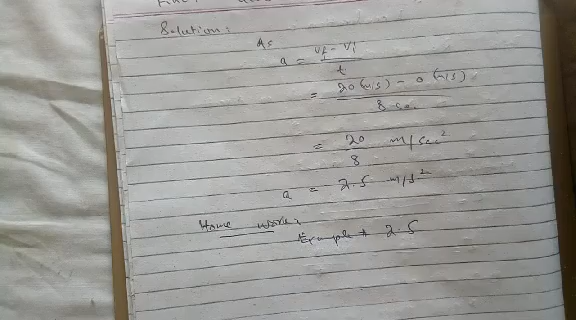 Solution:
As
a = vf - vi
t
= 20 (m/s) - 0 (m/s)
8 sec
= 20 m/sec²
8
a = 2.5 m/s²
Home work:
Example # 2.5